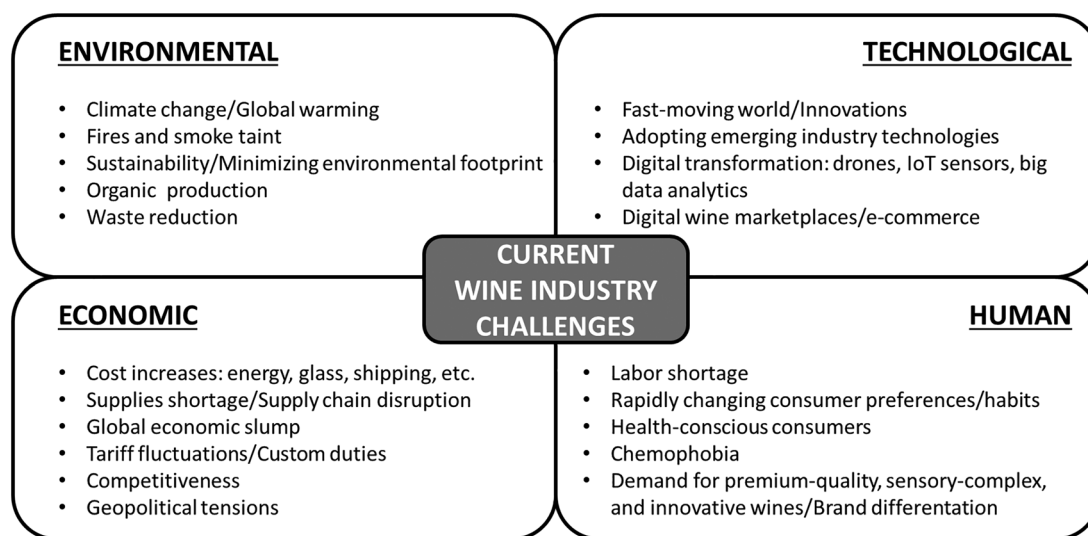 ENVIRONMENTAL
• Climate change/Global warming
• Fires and smoke taint
• Sustainability/Minimizing environmental footprint
• Organic production
• Waste reduction
TECHNOLOGICAL
• Fast-moving world/Innovations
• Adopting emerging industry technologies
• Digital transformation: drones, IoT sensors, big
data analytics
• Digital wine marketplaces/e-commerce
CURRENT
WINE INDUSTRY
CHALLENGES
ECONOMIC
• Cost increases: energy, glass, shipping, etc.
• Supplies shortage/Supply chain disruption
• Global economic slump
• Tariff fluctuations/Custom duties
• Competitiveness
• Geopolitical tensions
HUMAN
• Labor shortage
• Rapidly changing consumer preferences/habits
• Health-conscious consumers
• Chemophobia
• Demand for premium-quality, sensory-complex,
and innovative wines/Brand differentation